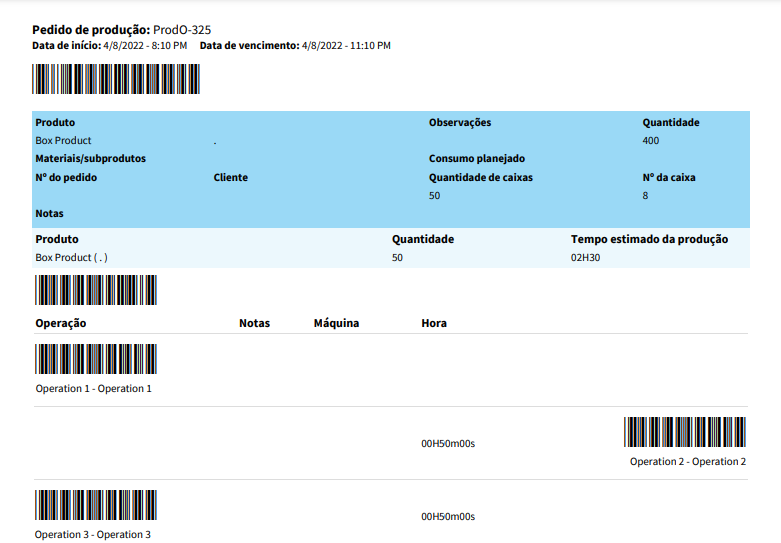 Pedido de produção: ProdO-325
Data de início: 4/8/2022 - 8:10 PM Data de vencimento: 4/8/2022 - 11:10 PM
Produto Observações Quantidade
Box Product . 400
Materiais/subprodutos Consumo planejado
Nº do pedido Cliente Quantidade de caixas Nº da caixa
50 8
Notas
Produto Quantidade Tempo estimado da produção
Box Product ( . ) 50 02H30
Operação Notas Máquina Hora
Operation 1 - Operation 1
00H50m00s
Operation 2 - Operation 2
00H50m00s
Operation 3 - Operation 3